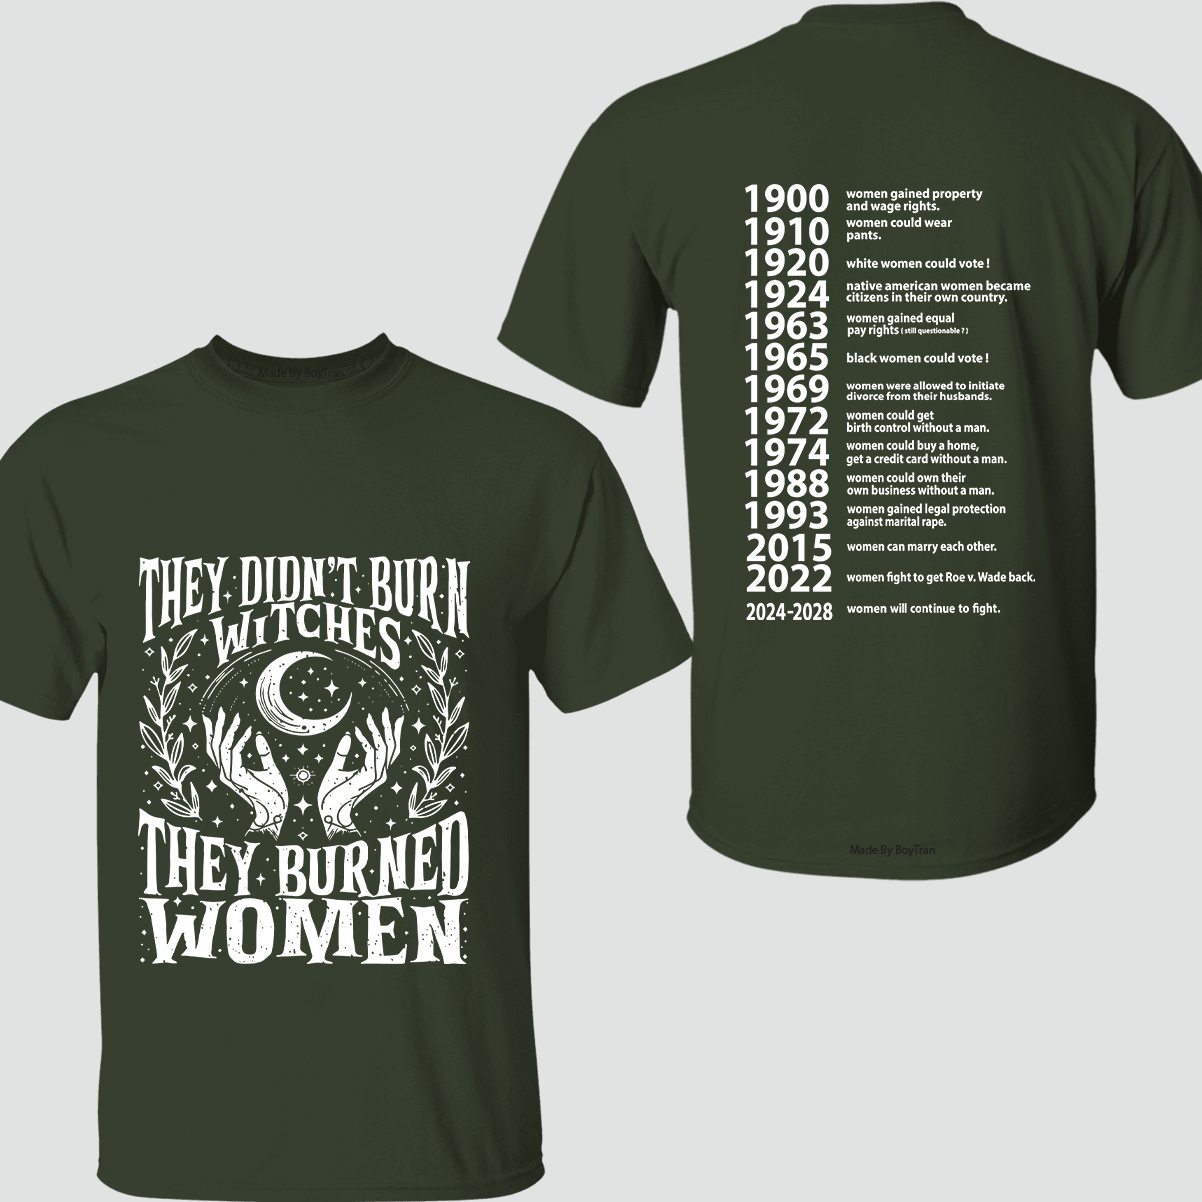 Made By BoyTran
THEY DIDN'T BURN
WITCHES
THEY BURNED
WOMEN
1900 women gained property
and wage rights.
1910 women could wear
pants.
1920 white women could vote !
1924 native american women became
citizens in their own country.
1963 women gained equal
pay rights ( still questionable ? )
1965 black women could vote !
1969 women were allowed to initiate
divorce from their husbands.
1972 women could get
birth control without a man.
1974 women could buy a home,
get a credit card without a man.
1988 women could own their
own business without a man.
1993 women gained legal protection
against marital rape.
2015 women can marry each other.
2022 women fight to get Roe v. Wade back.
2024-2028 women will continue to fight.
Made By BoyTran